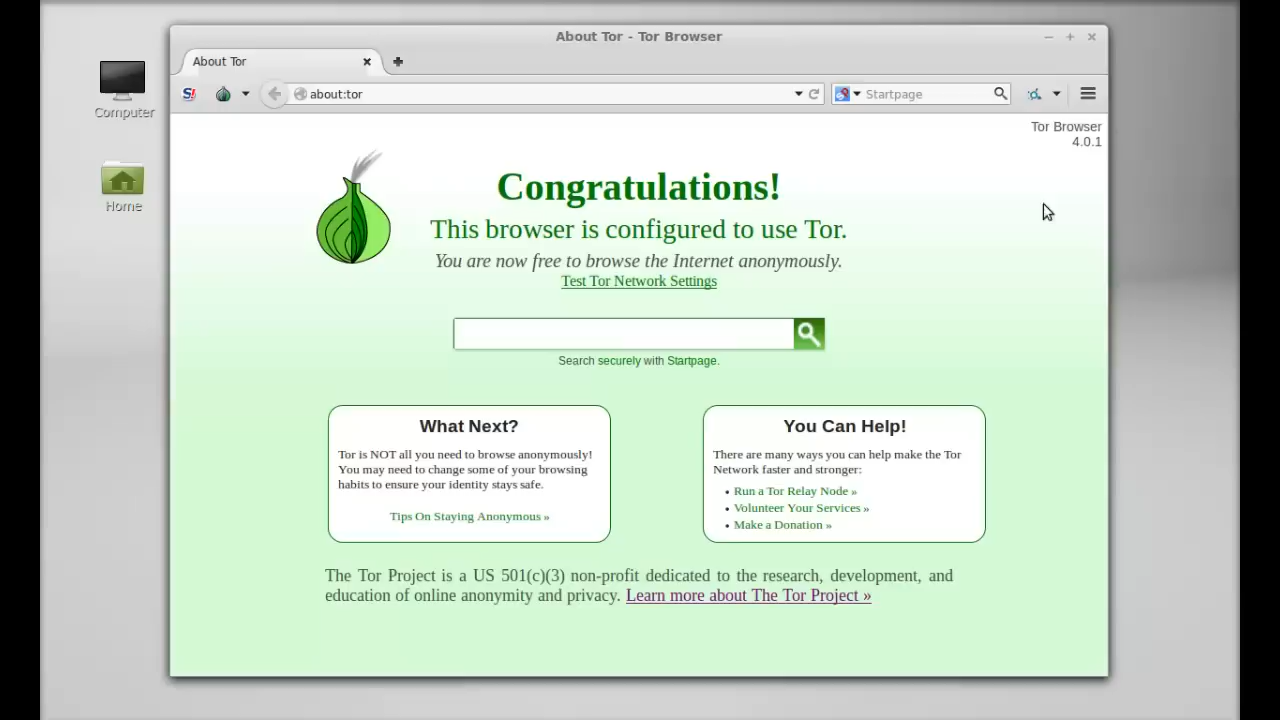 About Tor - Tor Browser
About Tor
S!
about:tor
Startpage
Computer
Home
Tor Browser
4.0.1
Congratulations!
This browser is configured to use Tor.
You are now free to browse the Internet anonymously.
Test Tor Network Settings
Search securely with Startpage.
What Next?
Tor is NOT all you need to browse anonymously!
You may need to change some of your browsing
habits to ensure your identity stays safe.
Tips On Staying Anonymous »
You Can Help!
There are many ways you can help make the Tor
Network faster and stronger:
• Run a Tor Relay Node »
• Volunteer Your Services »
• Make a Donation »
The Tor Project is a US 501(c)(3) non-profit dedicated to the research, development, and
education of online anonymity and privacy. Learn more about The Tor Project »